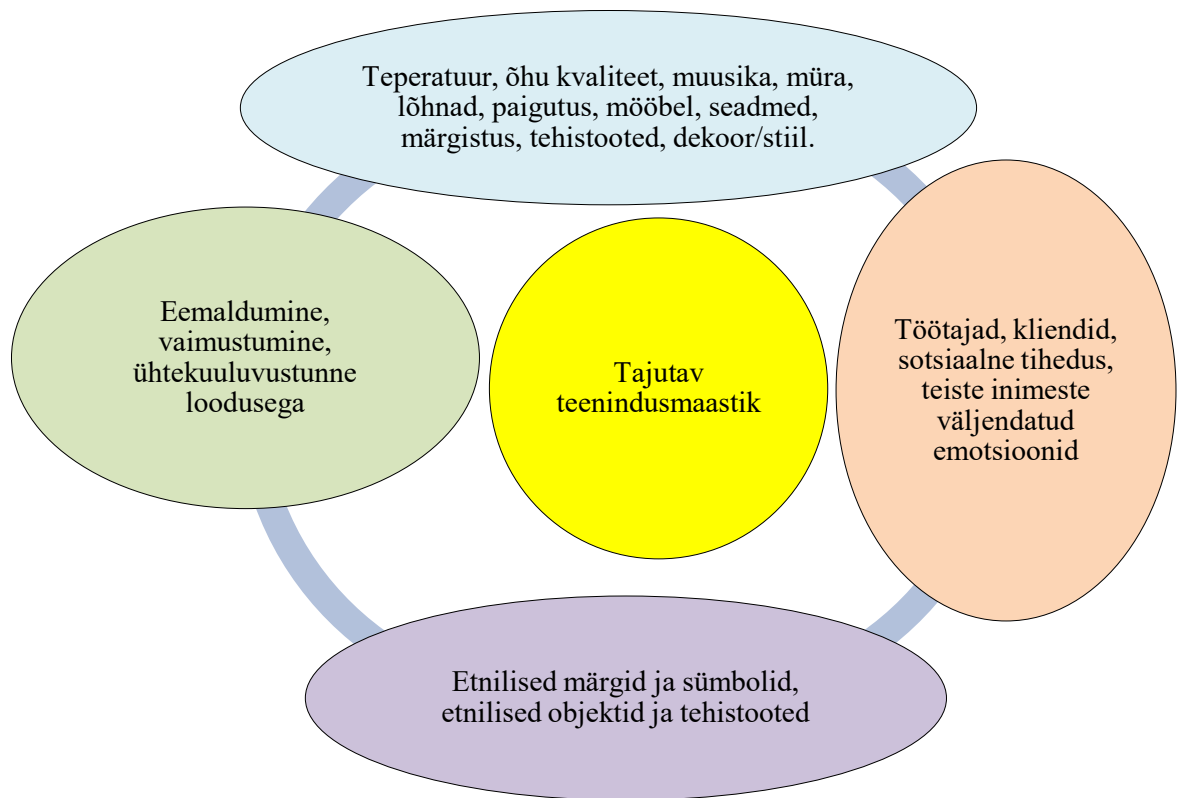 Teperatuur, õhu kvaliteet, muusika, müra,
lõhnad, paigutus, mööbel, seadmed,
märgistus, tehistooted, dekoor/stiil.
Eemaldumine,
vaimustumine,
ühtekuuluvustunne
loodusega
Tajutav
teenindusmaastik
Töötajad, kliendid,
sotsiaalne tihedus,
teiste inimeste
väljendatud
emotsioonid
Etnilised märgid ja sümbolid,
etnilised objektid ja tehistooted